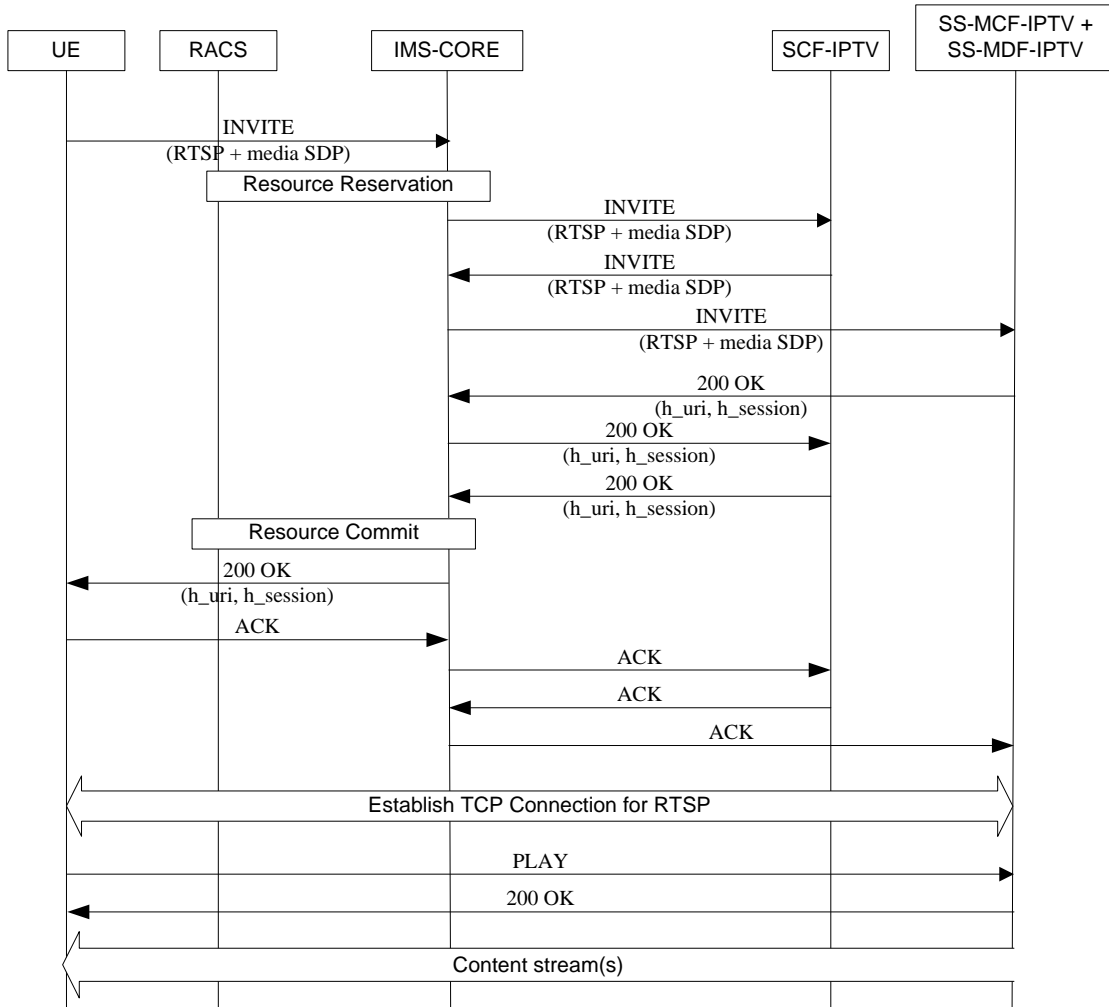 UE
RACS
IMS-CORE
SCF-IPTV
SS-MCF-IPTV +
SS-MDF-IPTV
INVITE
(RTSP + media SDP)
Resource Reservation
INVITE
(RTSP + media SDP)
INVITE
(RTSP + media SDP)
INVITE
(RTSP + media SDP)
200 OK
(h_uri, h_session)
200 OK
(h_uri, h_session)
200 OK
(h_uri, h_session)
Resource Commit
200 OK
(h_uri, h_session)
ACK
ACK
ACK
ACK
Establish TCP Connection for RTSP
PLAY
200 OK
Content stream(s)